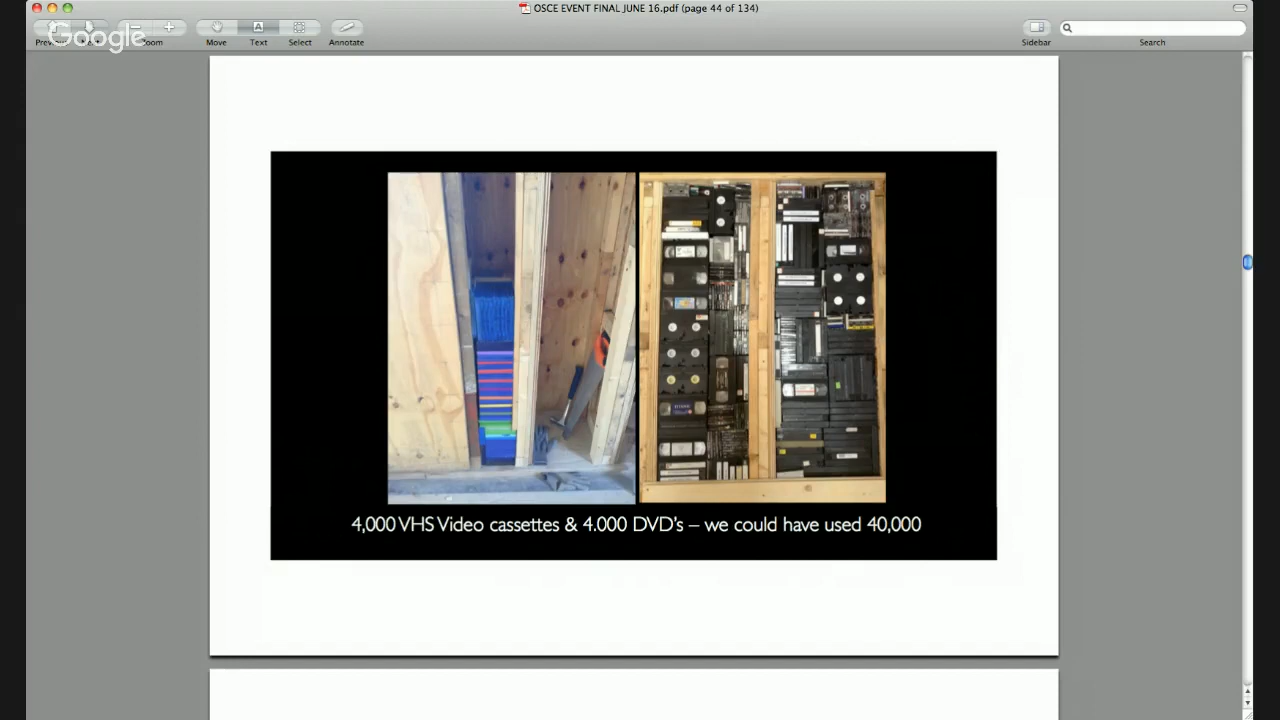 OSCE EVENT FINAL JUNE 16.pdf (page 44 of 134)
Google
Zoom
Move
Text
Select
Annotate
Sidebar
Search
4,000 VHS Video cassettes & 4.000 DVD's – we could have used 40,000